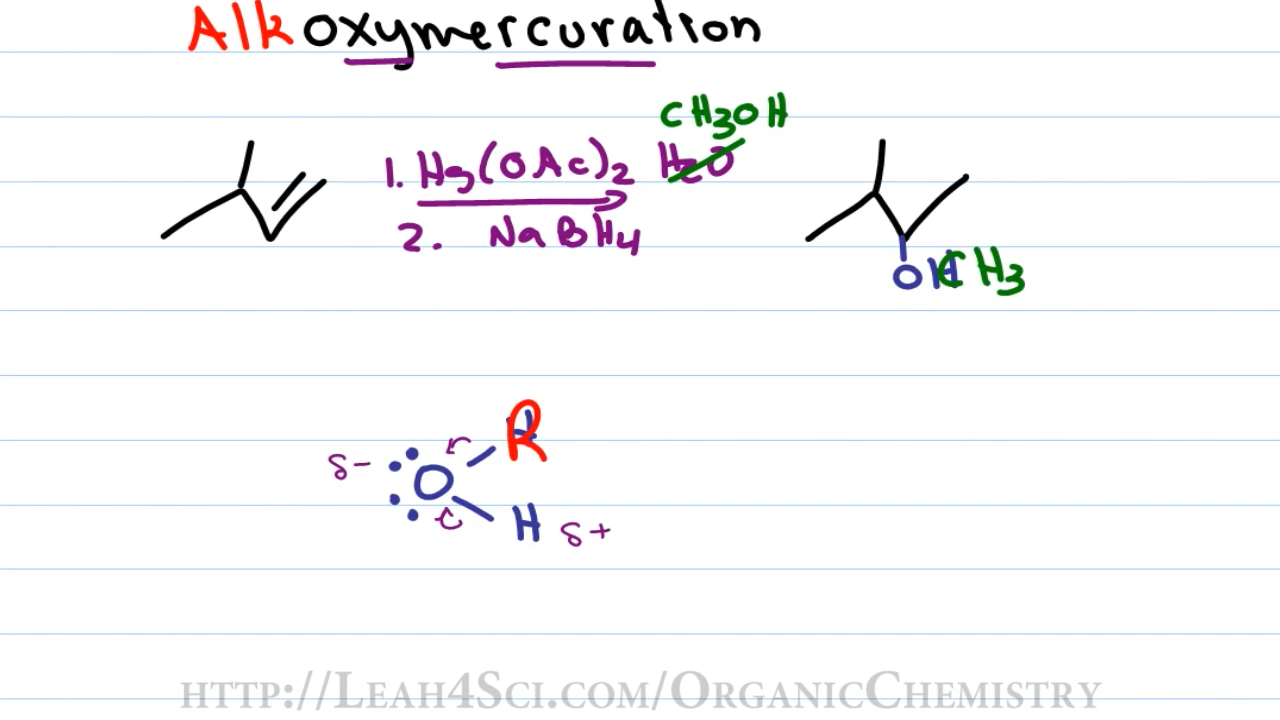 Alkoxymercuration
CH3OH
1. Hg(OAc)2 H2O
2. NaBH4
OCH3
R
δ- O
H δ+
HTTP://LEAH4SCI.COM/ORGANICCHEMISTRY